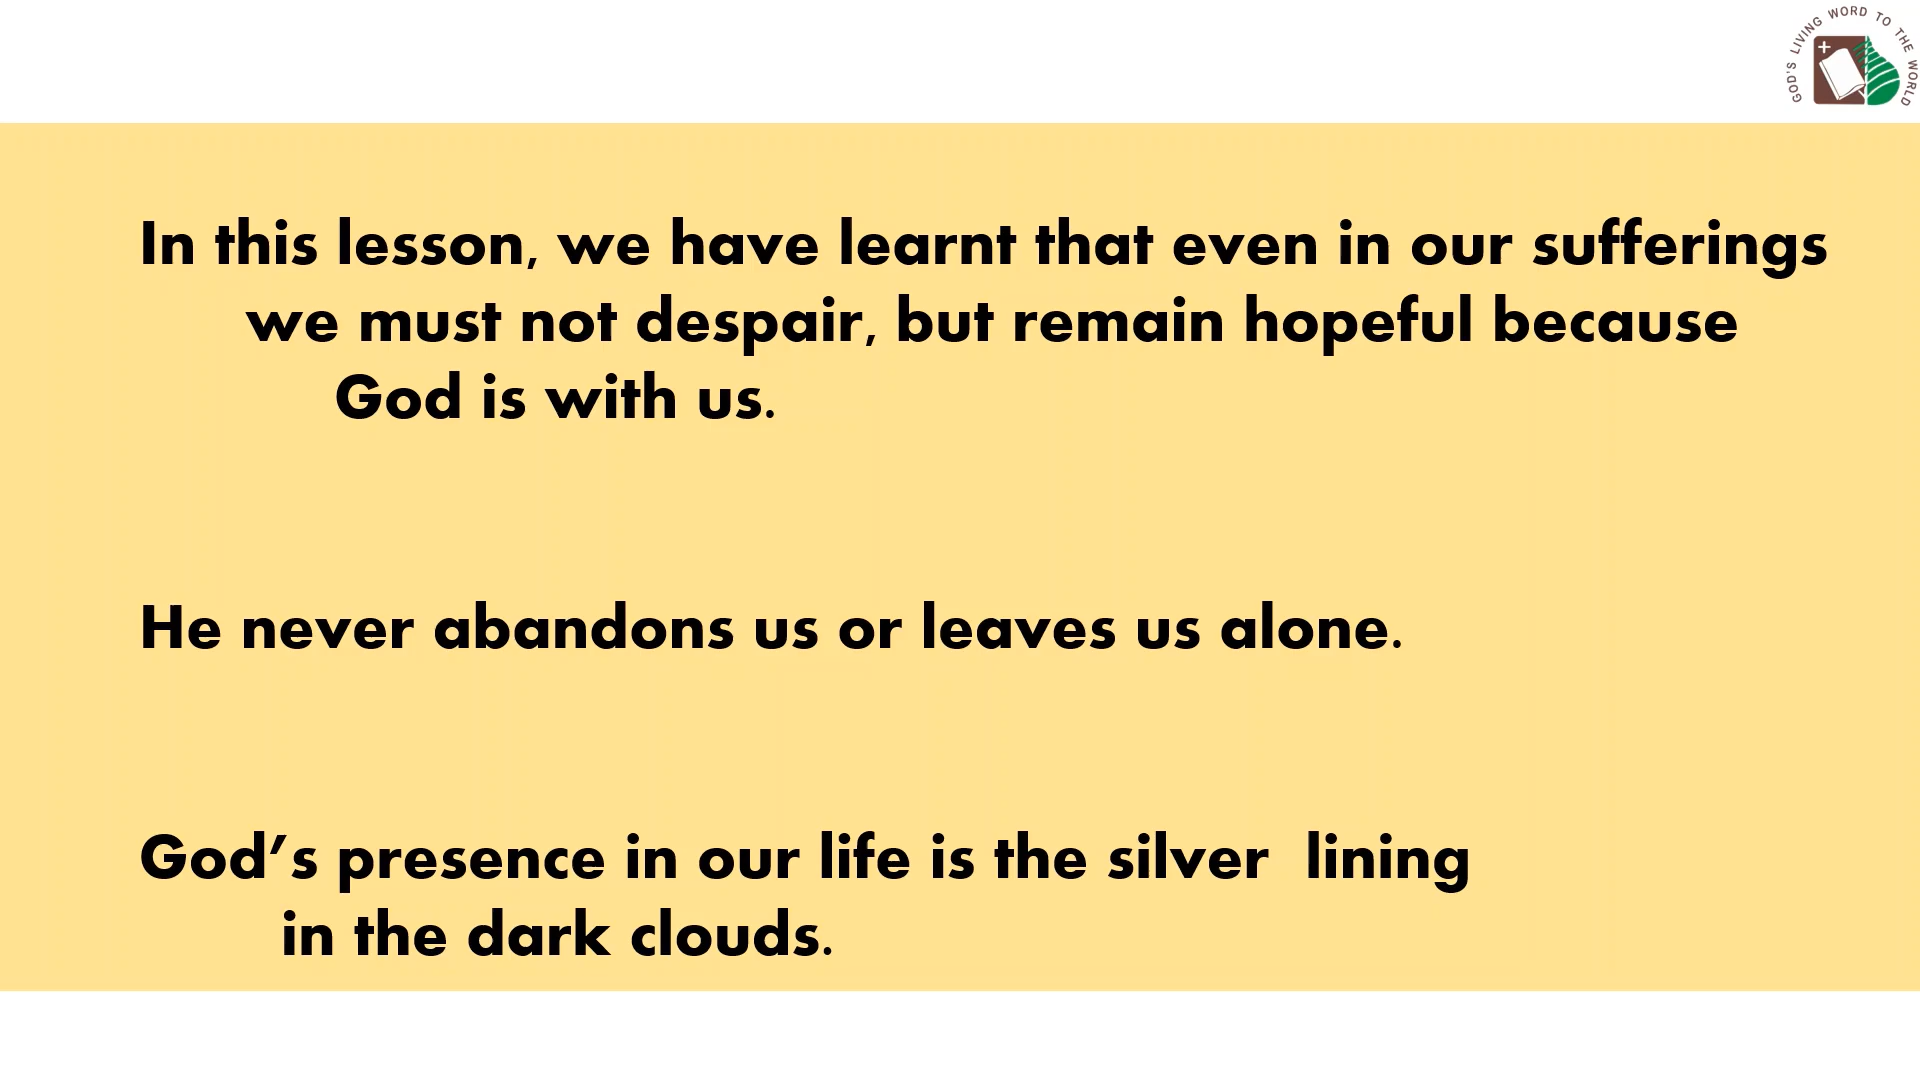 GOD'S LIVING WORD TO THE WORLD
In this lesson, we have learnt that even in our sufferings
we must not despair, but remain hopeful because
God is with us.
He never abandons us or leaves us alone.
God’s presence in our life is the silver  lining
in the dark clouds.